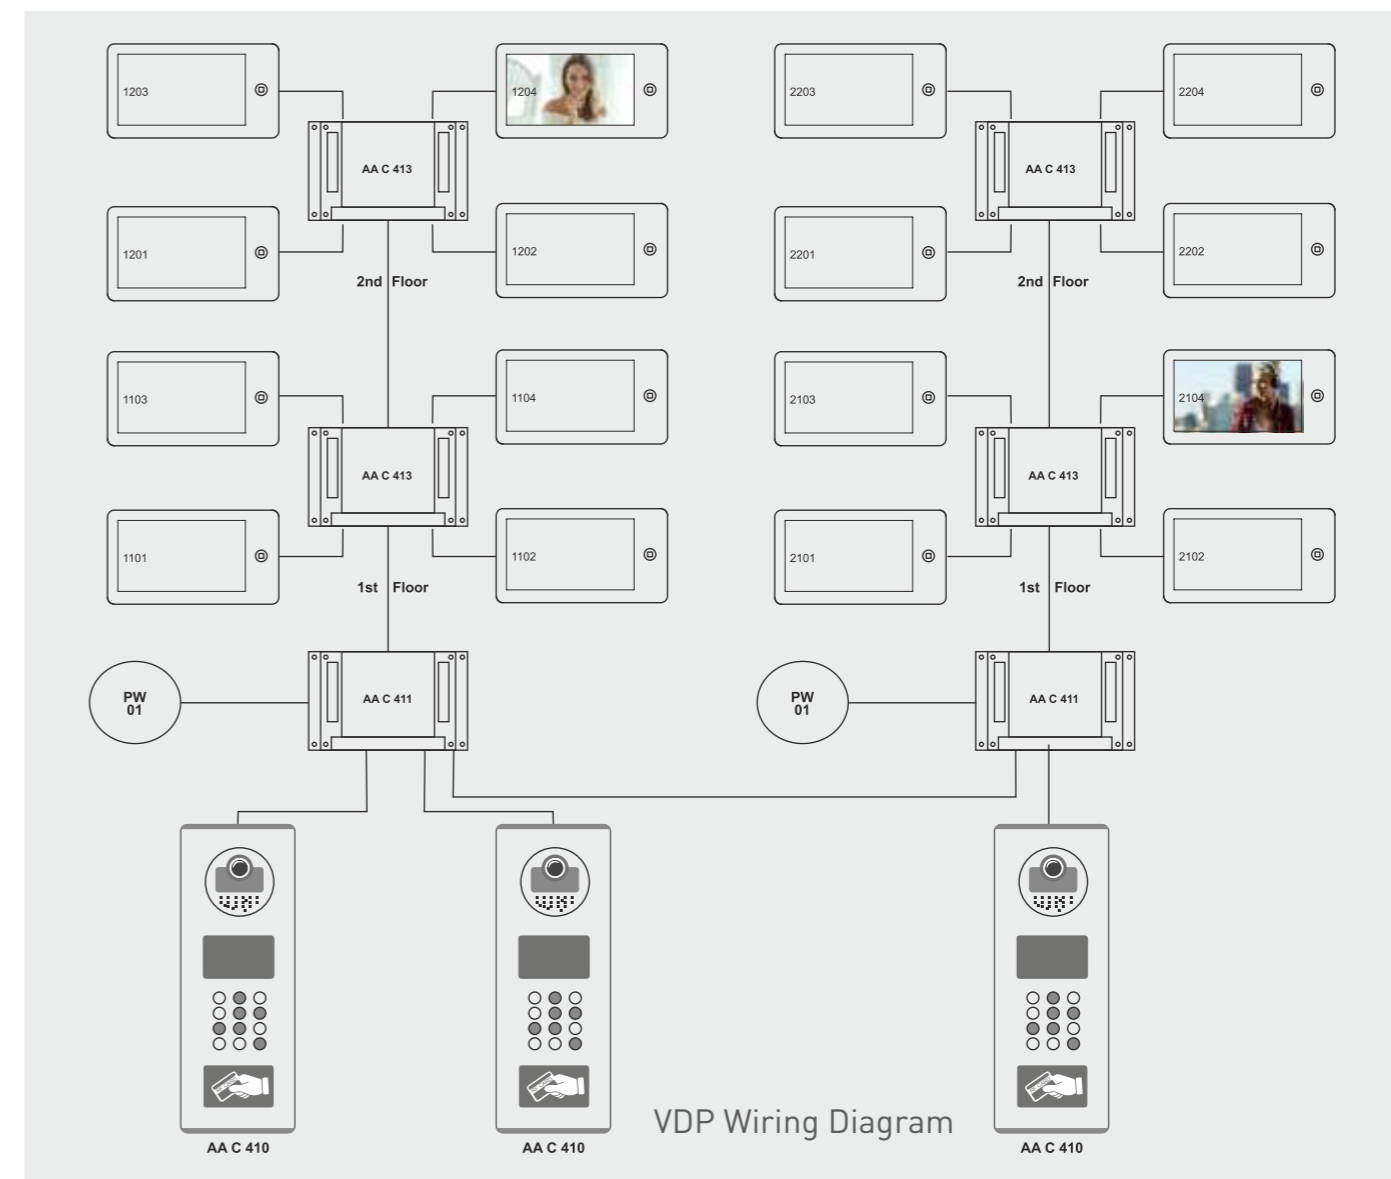 1203
1204
2203
2204
AA C 413
AA C 413
1201
1202
2201
2202
2nd Floor
2nd Floor
1103
1104
2103
2104
AA C 413
AA C 413
1101
1102
2101
2102
1st Floor
1st Floor
PW
01
AA C 411
PW
01
AA C 411
VDP Wiring Diagram
AA C 410
AA C 410
AA C 410